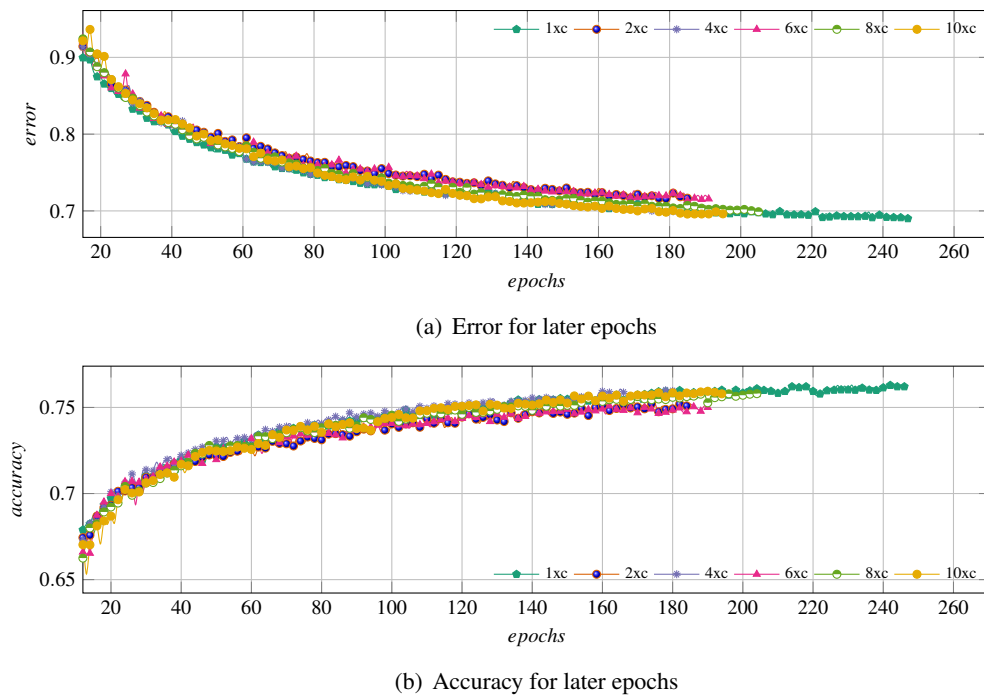 1xc 2xc 4xc 6xc 8xc 10xc
0.9
0.8
0.7
error
20 40 60 80 100 120 140 160 180 200 220 240 260
epochs
(a) Error for later epochs
0.75
0.7
0.65
accuracy
1xc 2xc 4xc 6xc 8xc 10xc
20 40 60 80 100 120 140 160 180 200 220 240 260
epochs
(b) Accuracy for later epochs